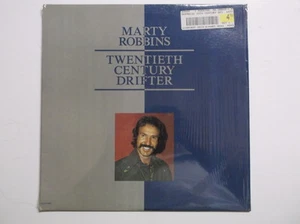 MARTY
ROBBINS
TWENTIETH
CENTURY
DRIFTER